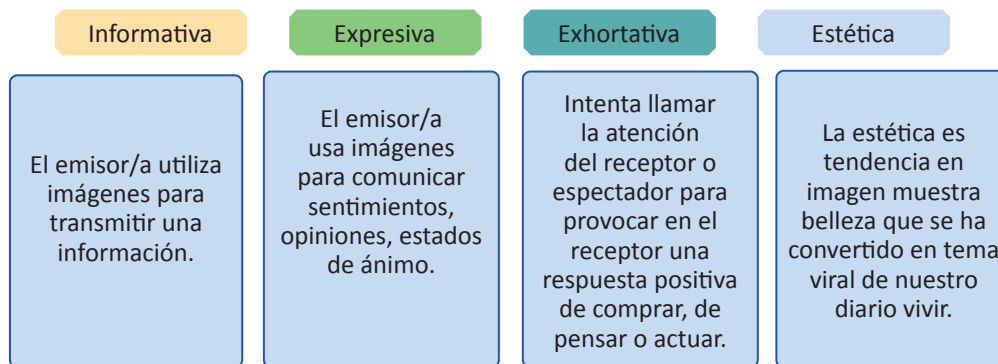 Informativa
Expresiva
Exhortativa
Estética
El emisor/a utiliza
imágenes para
transmitir una
información.
El emisor/a
usa imágenes
para comunicar
sentimientos,
opiniones, estados
de ánimo.
Intenta llamar
la atención
del receptor o
espectador para
provocar en el
receptor una
respuesta positiva
de comprar, de
pensar o actuar.
La estética es
tendencia en
imagen muestra
belleza que se ha
convertido en tema
viral de nuestro
diario vivir.